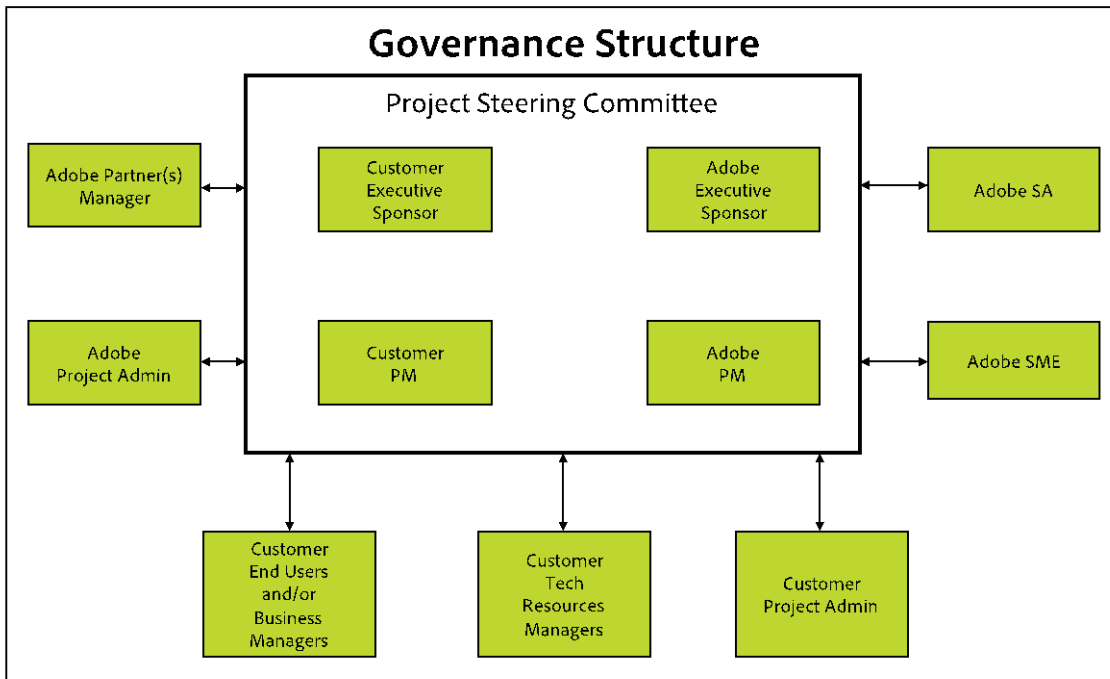 Governance Structure
Project Steering Committee
Adobe Partner(s)
Manager
Customer
Executive
Sponsor
Adobe
Executive
Sponsor
Adobe SA
Adobe
Project Admin
Customer
PM
Adobe
PM
Adobe SME
Customer
End Users
and/or
Business
Managers
Customer
Tech
Resources
Managers
Customer
Project Admin